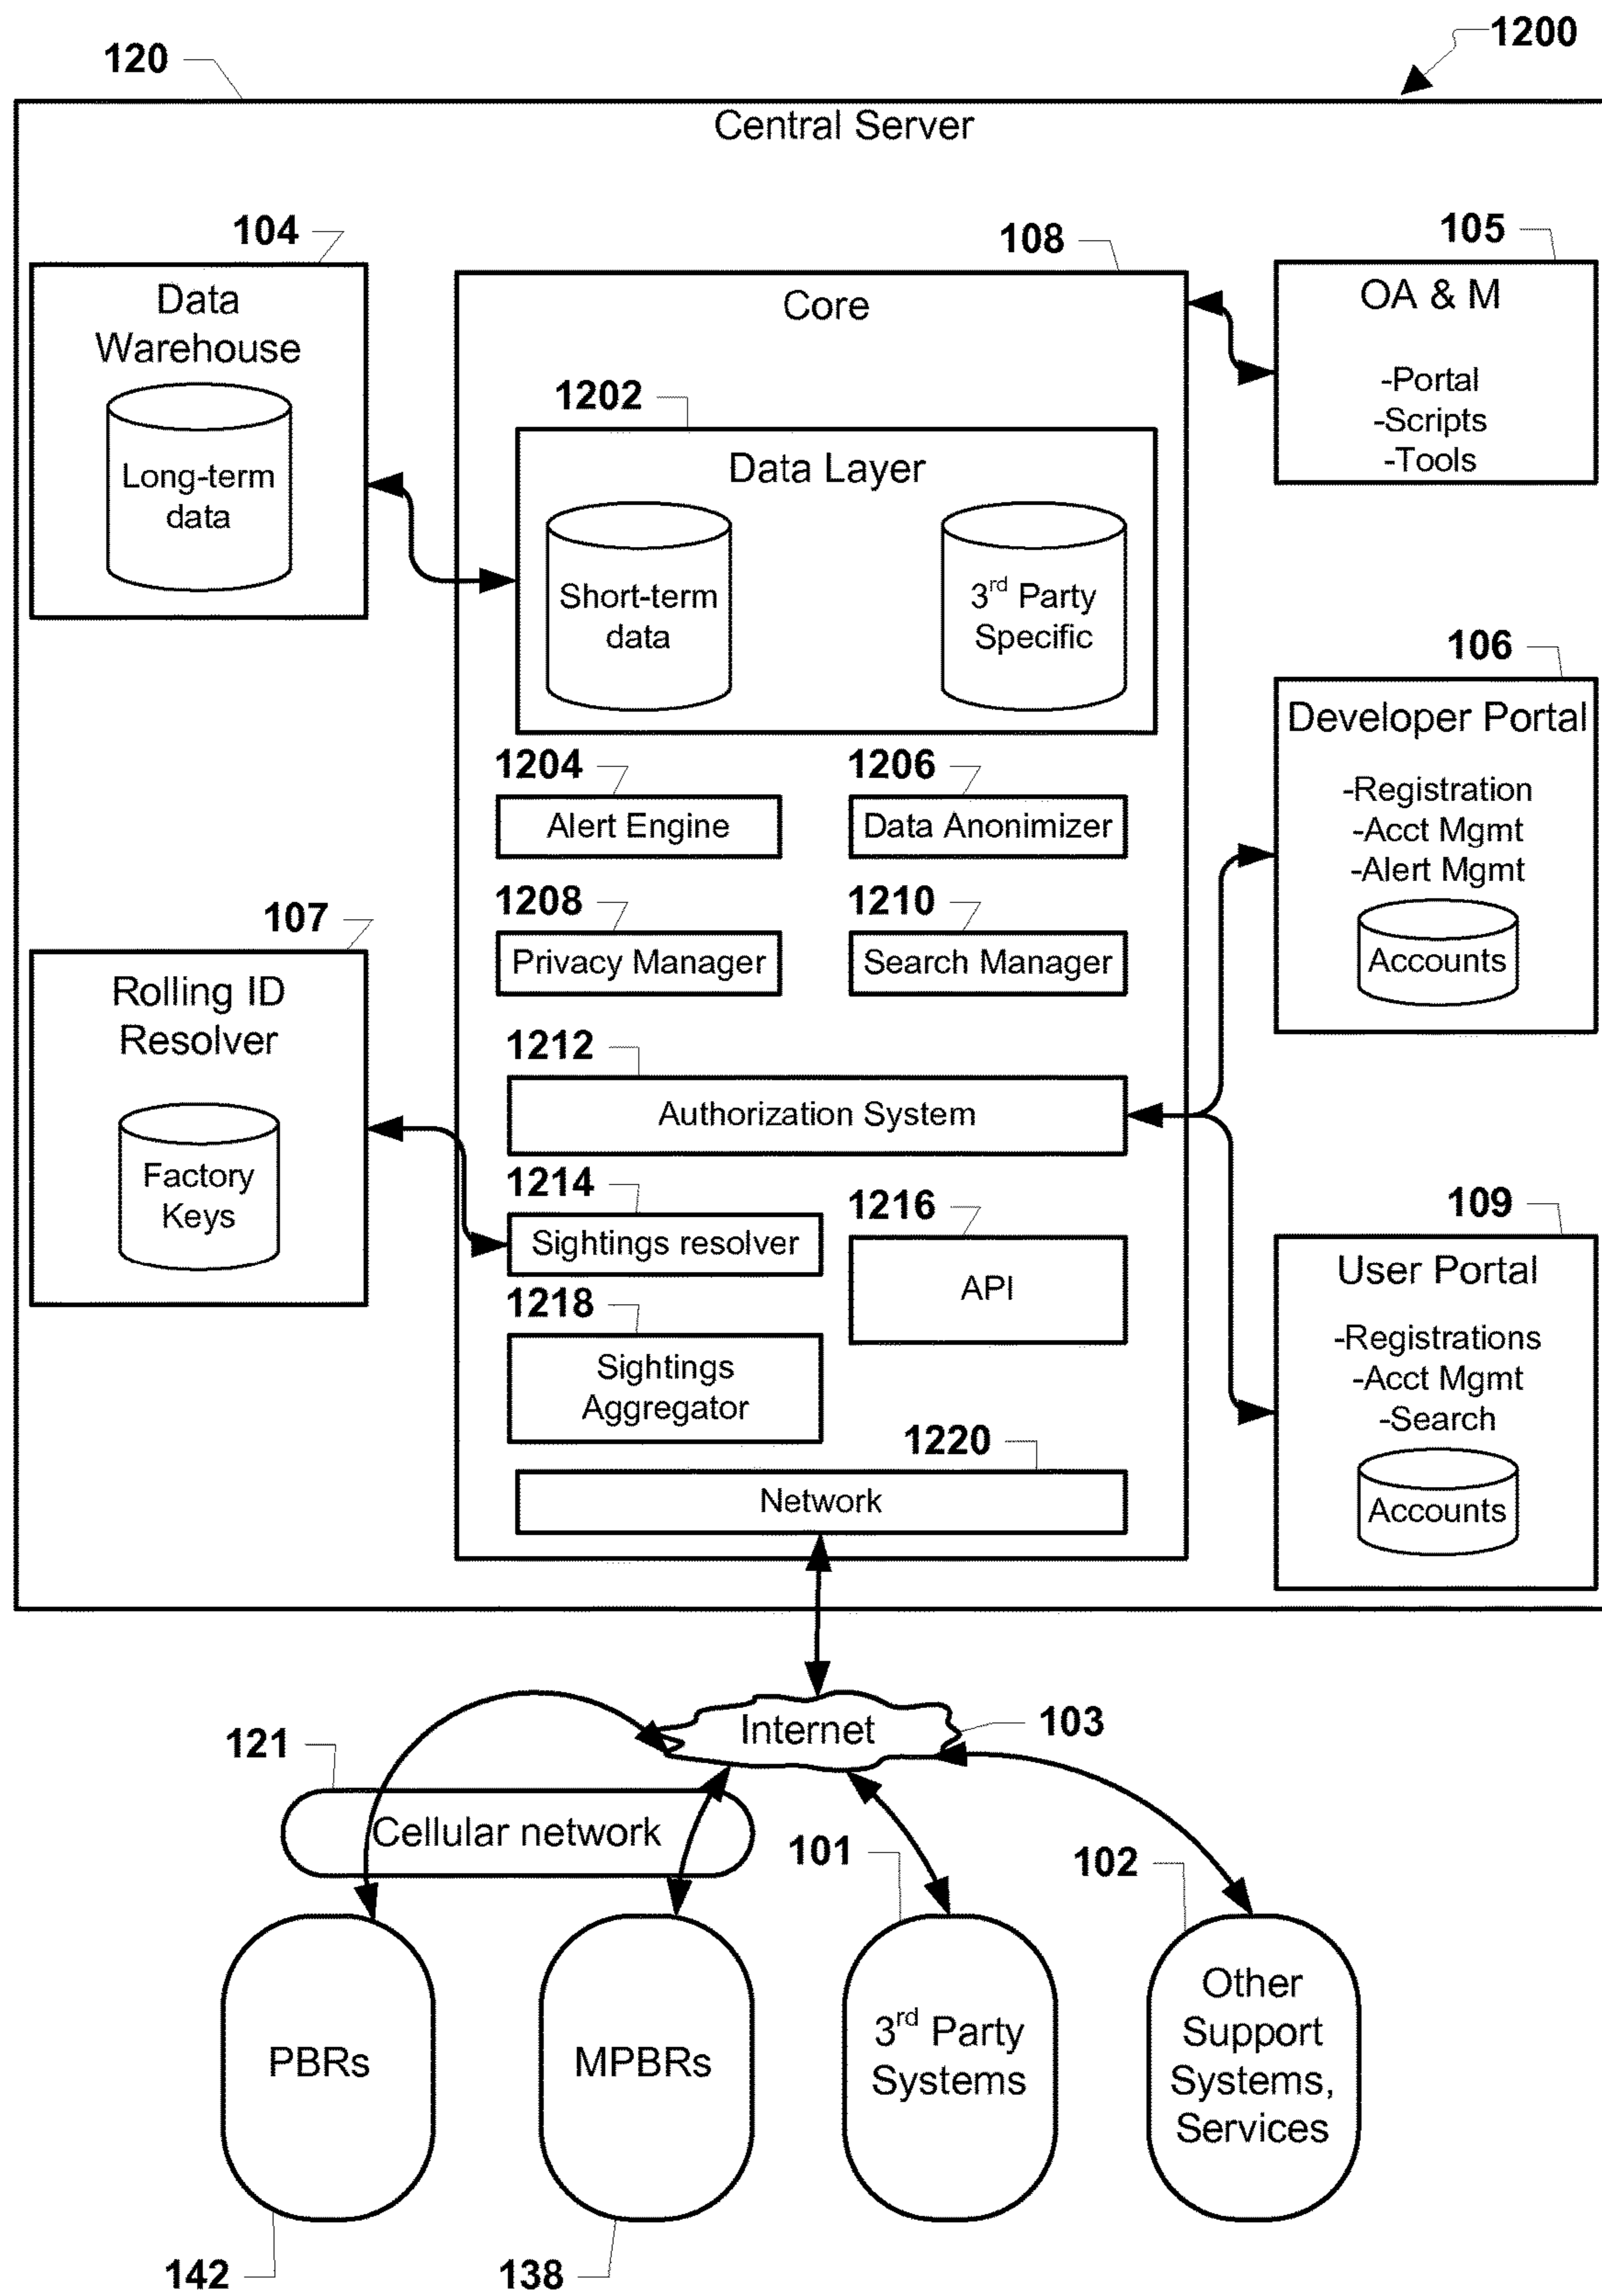 1200
120
Central Server
104
108
105
Data
Warehouse
Long-term
data
Core
OA & M
-Portal
-Scripts
-Tools
1202
Data Layer
Short-term
data
3rd Party
Specific
106
Developer Portal
-Registration
-Acct Mgmt
-Alert Mgmt
Accounts
1204
Alert Engine
1206
Data Anonimizer
1208
Privacy Manager
1210
Search Manager
107
Rolling ID
Resolver
Factory
Keys
1212
Authorization System
1214
Sightings resolver
1216
API
1218
Sightings
Aggregator
109
User Portal
-Registrations
-Acct Mgmt
-Search
Accounts
1220
Network
Internet
103
121
Cellular network
101
102
PBRs
MPBRs
3rd Party
Systems
Other
Support
Systems,
Services
142
138